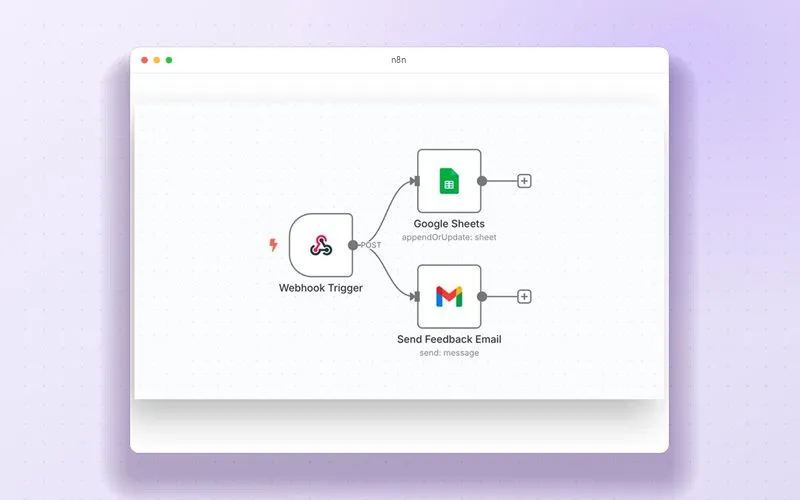 n8n
Google Sheets
appendOrUpdate: sheet
POST
Webhook Trigger
Send Feedback Email
send: message